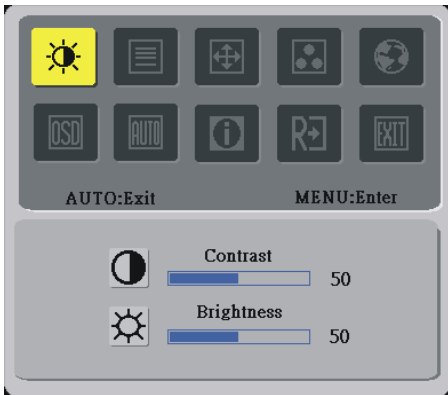 OSD AUTO i R EXIT
AUTO:Exit MENU:Enter
Contrast
50
Brightness
50